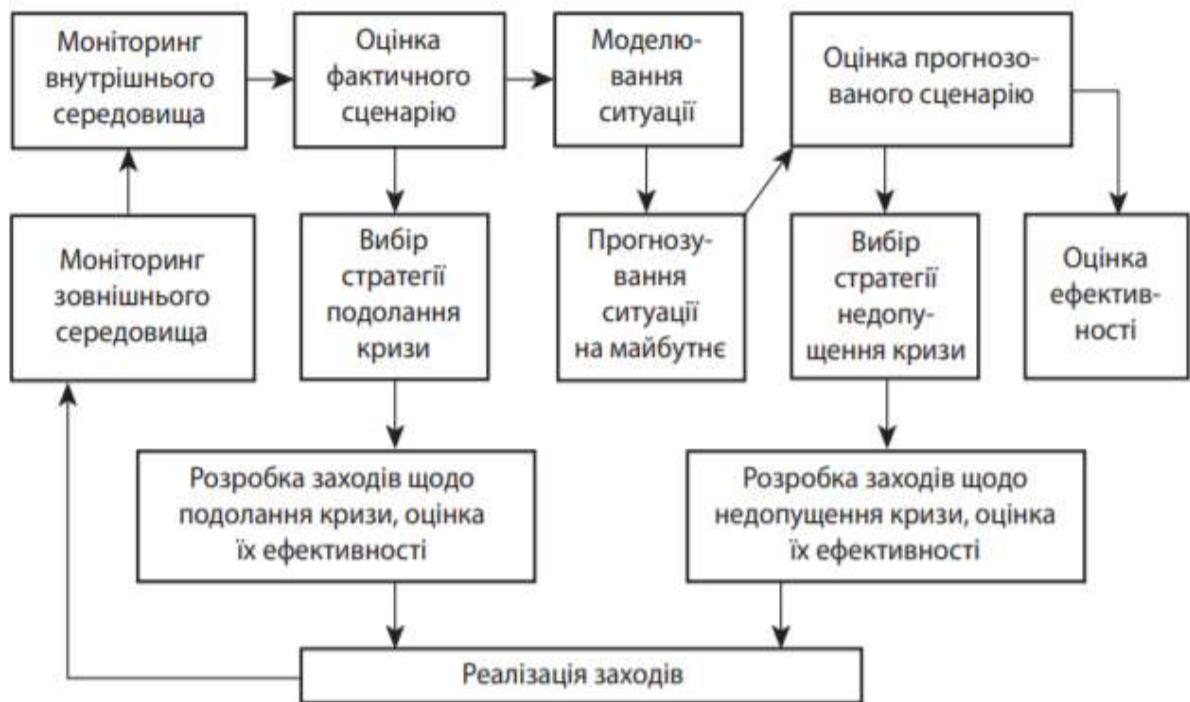 Моніторинг
внутрішнього
середовища
Оцінка
фактичного
сценарію
Моделю-
вання
ситуації
Оцінка прогнозо-
ваного сценарію
Моніторинг
зовнішнього
середовища
Вибір
стратегії
подолання
кризи
Прогнозу-
вання
ситуації
на майбутнє
Вибір
стратегії
недопу-
щення кризи
Оцінка
ефектив-
ності
Розробка заходів щодо
подолання кризи, оцінка
їх ефективності
Розробка заходів щодо
недопущення кризи, оцінка
їх ефективності
Реалізація заходів